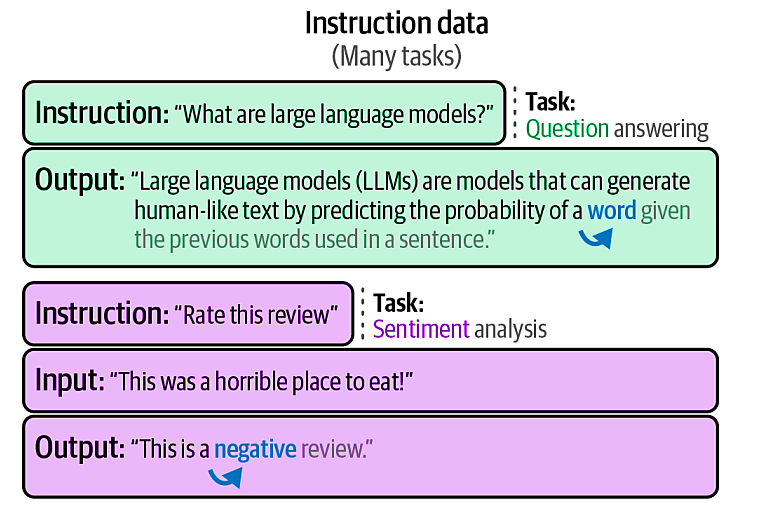 Instruction data
(Many tasks)
Instruction: “What are large language models?”
Task:
Question answering
Output: “Large language models (LLMs) are models that can generate
human-like text by predicting the probability of a word given
the previous words used in a sentence.”
Instruction: “Rate this review”
Task:
Sentiment analysis
Input: “This was a horrible place to eat!”
Output: “This is a negative review.”